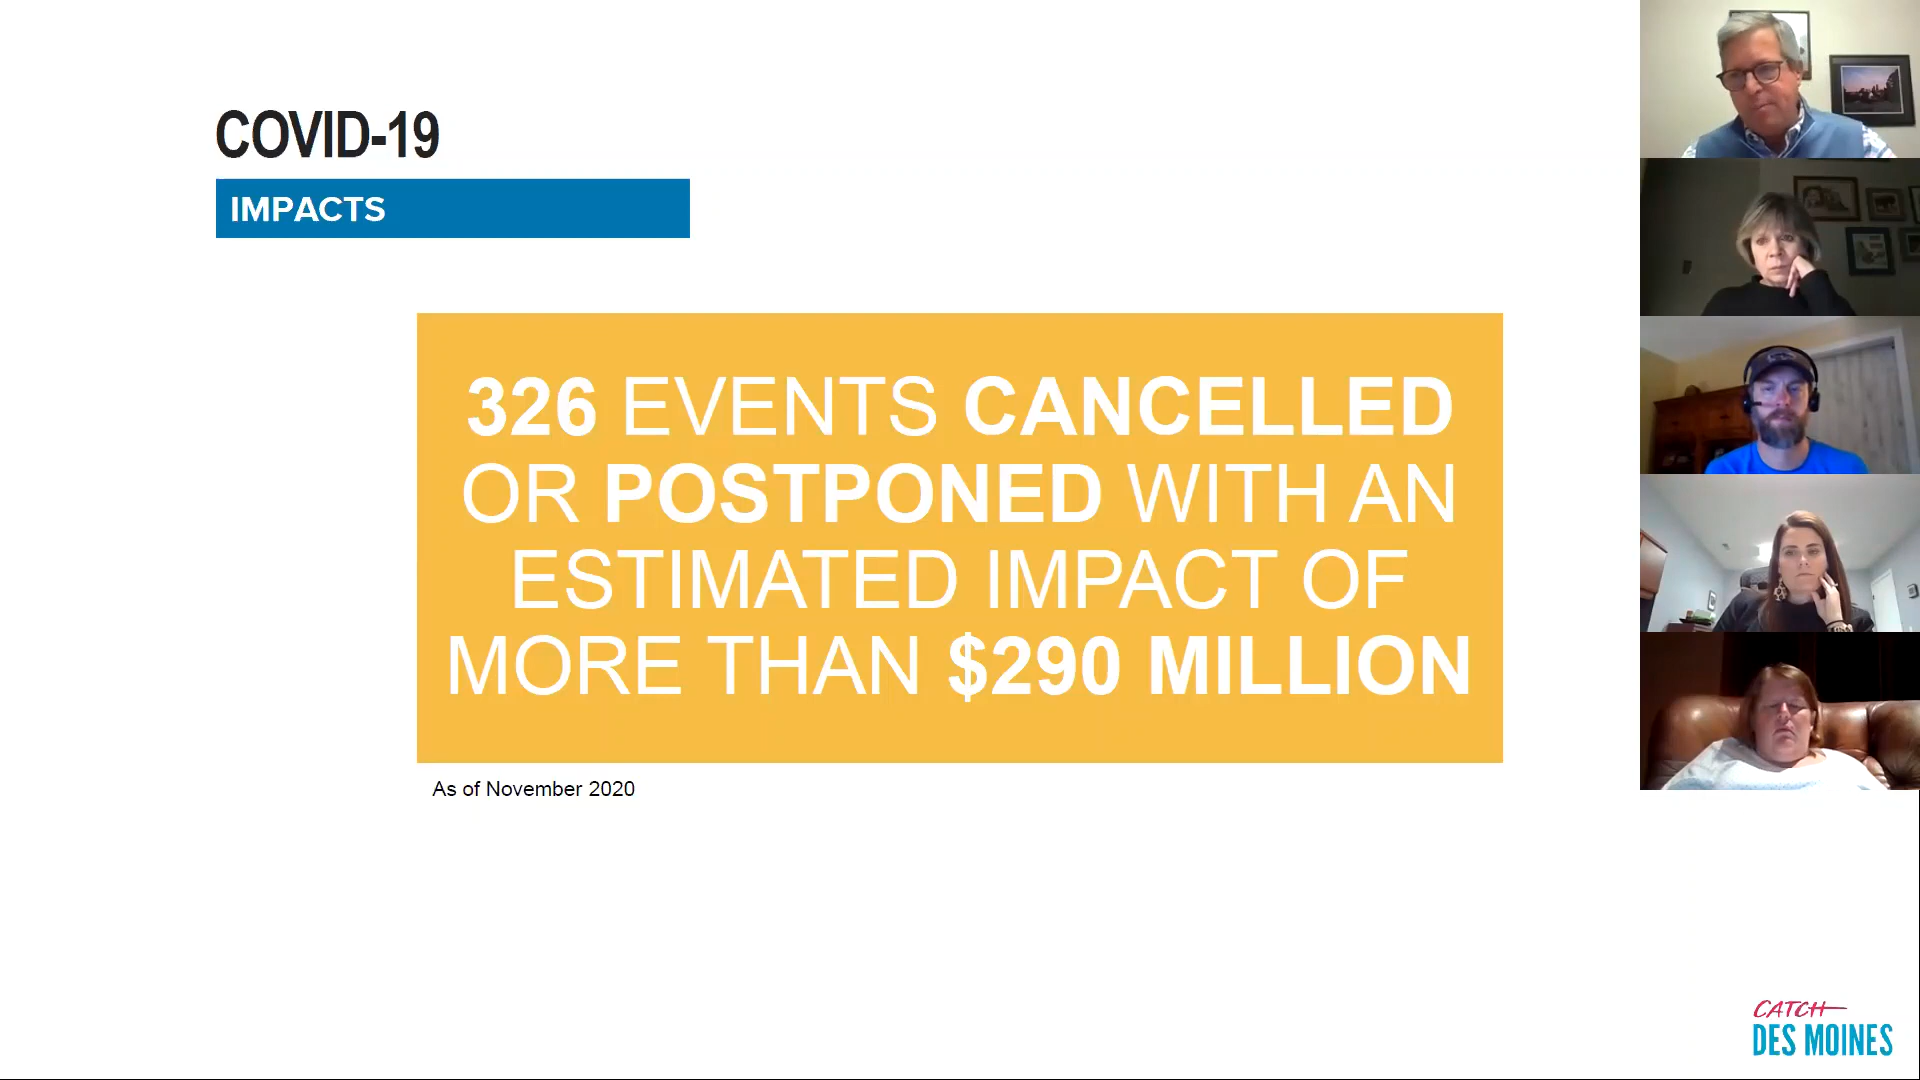 COVID-19
IMPACTS
326 EVENTS CANCELLED
OR POSTPONED WITH AN
ESTIMATED IMPACT OF
MORE THAN $290 MILLION
As of November 2020
CATCH
DES MOINES